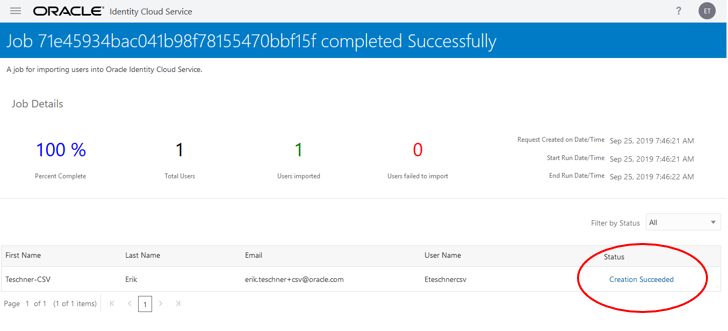 ORACLE Identity Cloud Service ? ET
Job 71e45934bac041b98f78155470bbf15f completed Successfully
A job for importing users into Oracle Identity Cloud Service.
Job Details
100 % 1 1 0
Percent Complete Total Users Users imported Users failed to import
Request Created on Date/Time Sep 25, 2019 7:46:21 AM
Start Run Date/Time Sep 25, 2019 7:46:21 AM
End Run Date/Time Sep 25, 2019 7:46:22 AM
Filter by Status All
First Name Last Name Email User Name Status
Teschner-CSV Erik erik.teschner+csv@oracle.com Eteschnercsv Creation Succeeded
Page 1 of 1 (1 of 1 items) 1